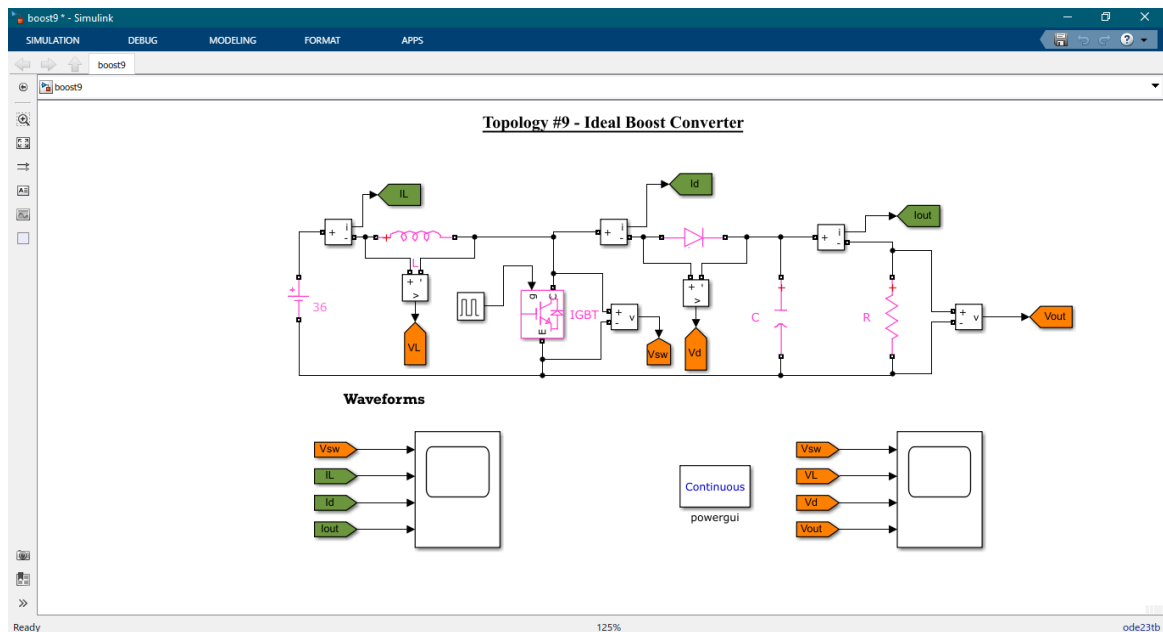 boost9 * - Simulink
SIMULATION DEBUG MODELING FORMAT APPS
?
boost9
boost9
Topology #9 - Ideal Boost Converter
IL
Id
Iout
+ i -
+ i -
+ i -
L
+ - v
+ - v
36
g C
E
IGBT
+ - v
C
R
+ - v
Vout
VL
Vsw
Vd
Waveforms
Vsw
IL
Id
Iout
Continuous
powergui
Vsw
VL
Vd
Vout
Ready 125% ode23tb